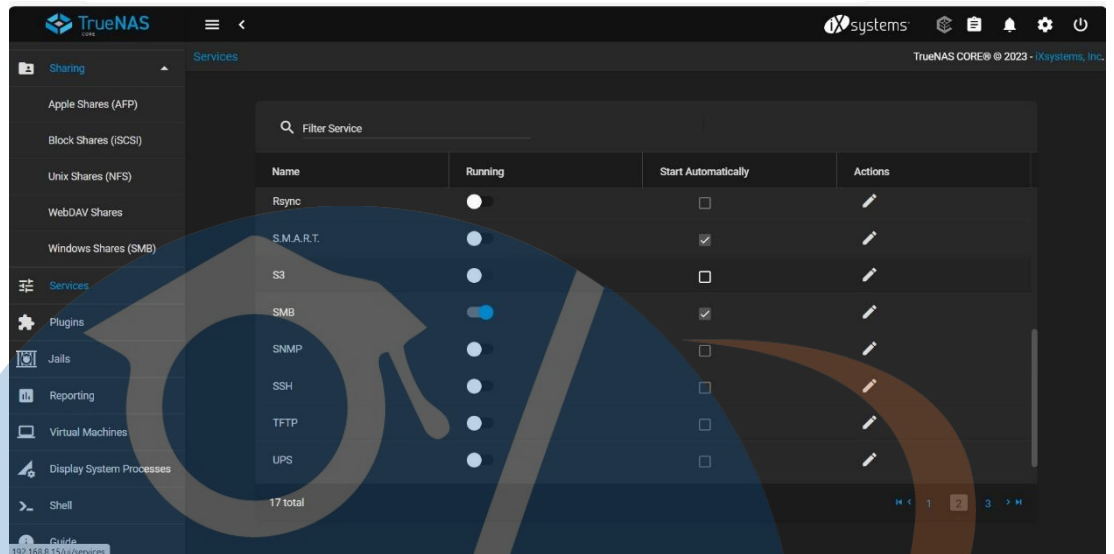 TrueNAS
CORE
iXsystems
Services
TrueNAS CORE® © 2023 - iXsystems, Inc.
Sharing
Apple Shares (AFP)
Block Shares (iSCSI)
Unix Shares (NFS)
WebDAV Shares
Windows Shares (SMB)
Services
Plugins
Jails
Reporting
Virtual Machines
Display System Processes
Shell
Guide
192.168.8.15/ui/services
Filter Service
Name Running Start Automatically Actions
Rsync
S.M.A.R.T.
S3
SMB
SNMP
SSH
TFTP
UPS
17 total 1 2 3